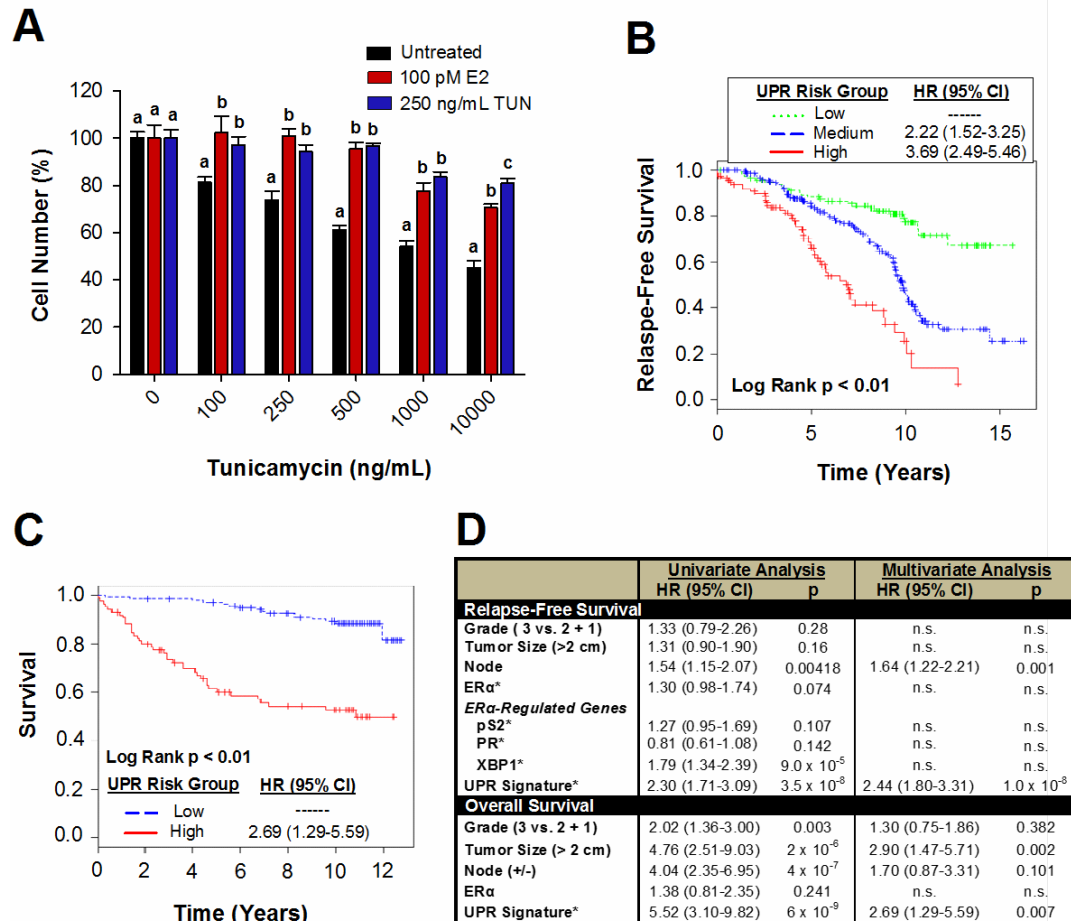 A
Untreated
100 pM E2
250 ng/mL TUN
120
100
80
60
40
20
0
Cell Number (%)
a a a
a b b
a b b
a b b
a b b
a b c
0 100 250 500 1000 10000
Tunicamycin (ng/mL)
B
UPR Risk Group HR (95% CI)
Low ------
Medium 2.22 (1.52-3.25)
High 3.69 (2.49-5.46)
1.0
0.8
0.6
0.4
0.2
0.0
Relaspe-Free Survival
Log Rank p < 0.01
0 5 10 15
Time (Years)
C
1.0
0.8
0.6
0.4
0.2
0.0
Survival
Log Rank p < 0.01
UPR Risk Group HR (95% CI)
Low ------
High 2.69 (1.29-5.59)
0 2 4 6 8 10 12
Time (Years)
D
Univariate Analysis Multivariate Analysis
HR (95% CI) p HR (95% CI) p
Relapse-Free Survival
Grade ( 3 vs. 2 + 1) 1.33 (0.79-2.26) 0.28 n.s. n.s.
Tumor Size (>2 cm) 1.31 (0.90-1.90) 0.16 n.s. n.s.
Node 1.54 (1.15-2.07) 0.00418 1.64 (1.22-2.21) 0.001
ERα* 1.30 (0.98-1.74) 0.074 n.s. n.s.
ERα-Regulated Genes
pS2* 1.27 (0.95-1.69) 0.107 n.s. n.s.
PR* 0.81 (0.61-1.08) 0.142 n.s. n.s.
XBP1* 1.79 (1.34-2.39) 9.0 x 10⁻⁵ n.s. n.s.
UPR Signature* 2.30 (1.71-3.09) 3.5 x 10⁻⁸ 2.44 (1.80-3.31) 1.0 x 10⁻⁸
Overall Survival
Grade (3 vs. 2 + 1) 2.02 (1.36-3.00) 0.003 1.30 (0.75-1.86) 0.382
Tumor Size (> 2 cm) 4.76 (2.51-9.03) 2 x 10⁻⁶ 2.90 (1.47-5.71) 0.002
Node (+/-) 4.04 (2.35-6.95) 4 x 10⁻⁷ 1.70 (0.87-3.31) 0.101
ERα 1.38 (0.81-2.35) 0.241 n.s. n.s.
UPR Signature* 5.52 (3.10-9.82) 6 x 10⁻⁹ 2.69 (1.29-5.59) 0.007